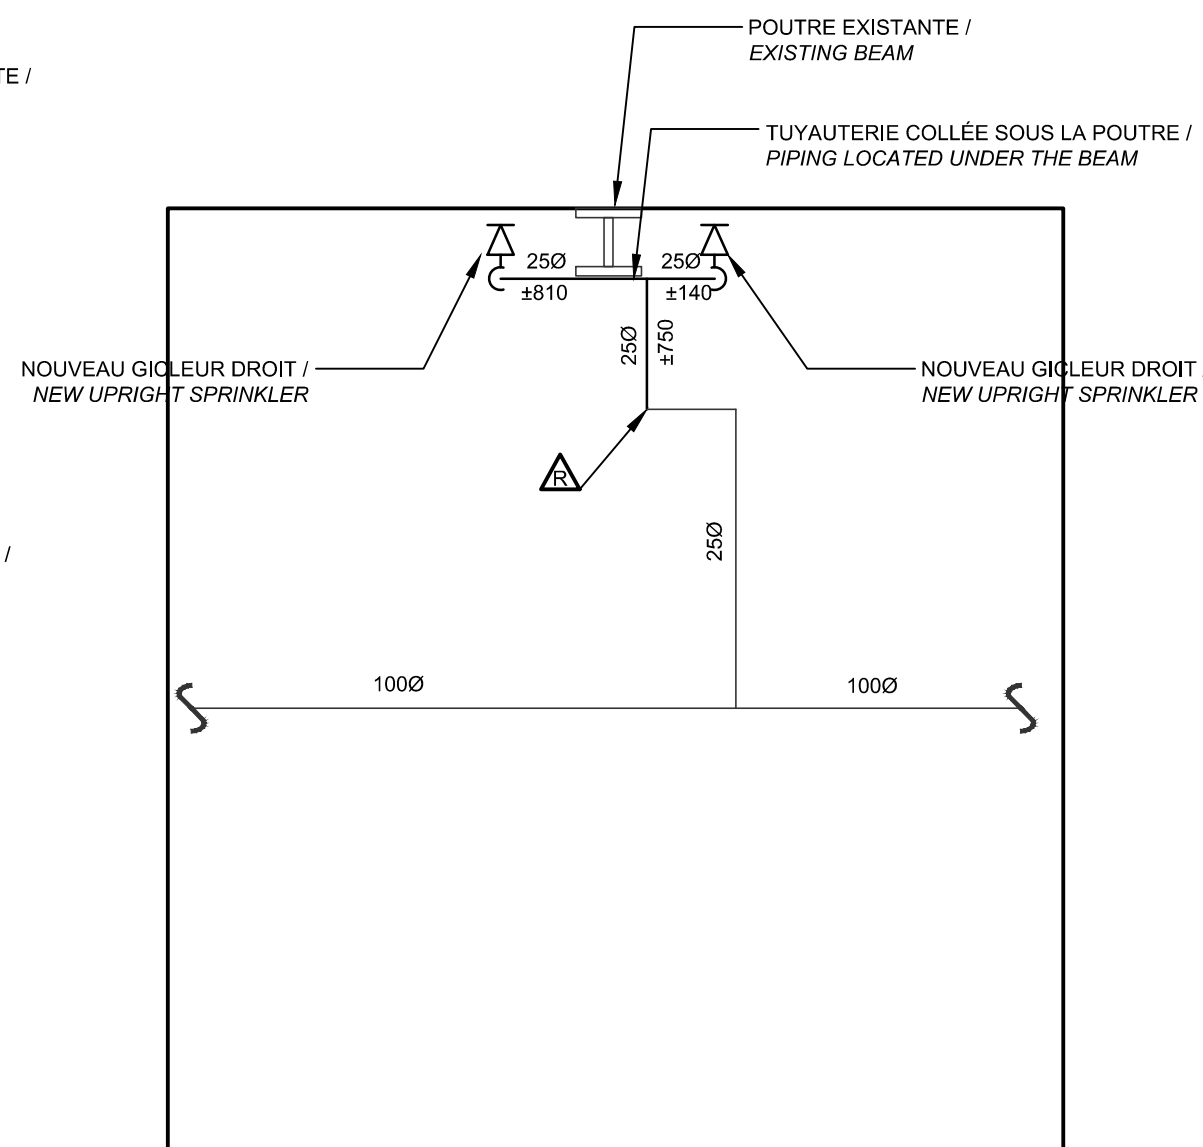 POUTRE EXISTANTE /
EXISTING BEAM
TE /
TUYAUTERIE COLLÉE SOUS LA POUTRE /
PIPING LOCATED UNDER THE BEAM
25Ø
25Ø
±810
±140
25Ø
±750
NOUVEAU GICLEUR DROIT /
NEW UPRIGHT SPRINKLER
NOUVEAU GICLEUR DROIT /
NEW UPRIGHT SPRINKLER
R
25Ø
/
100Ø
100Ø